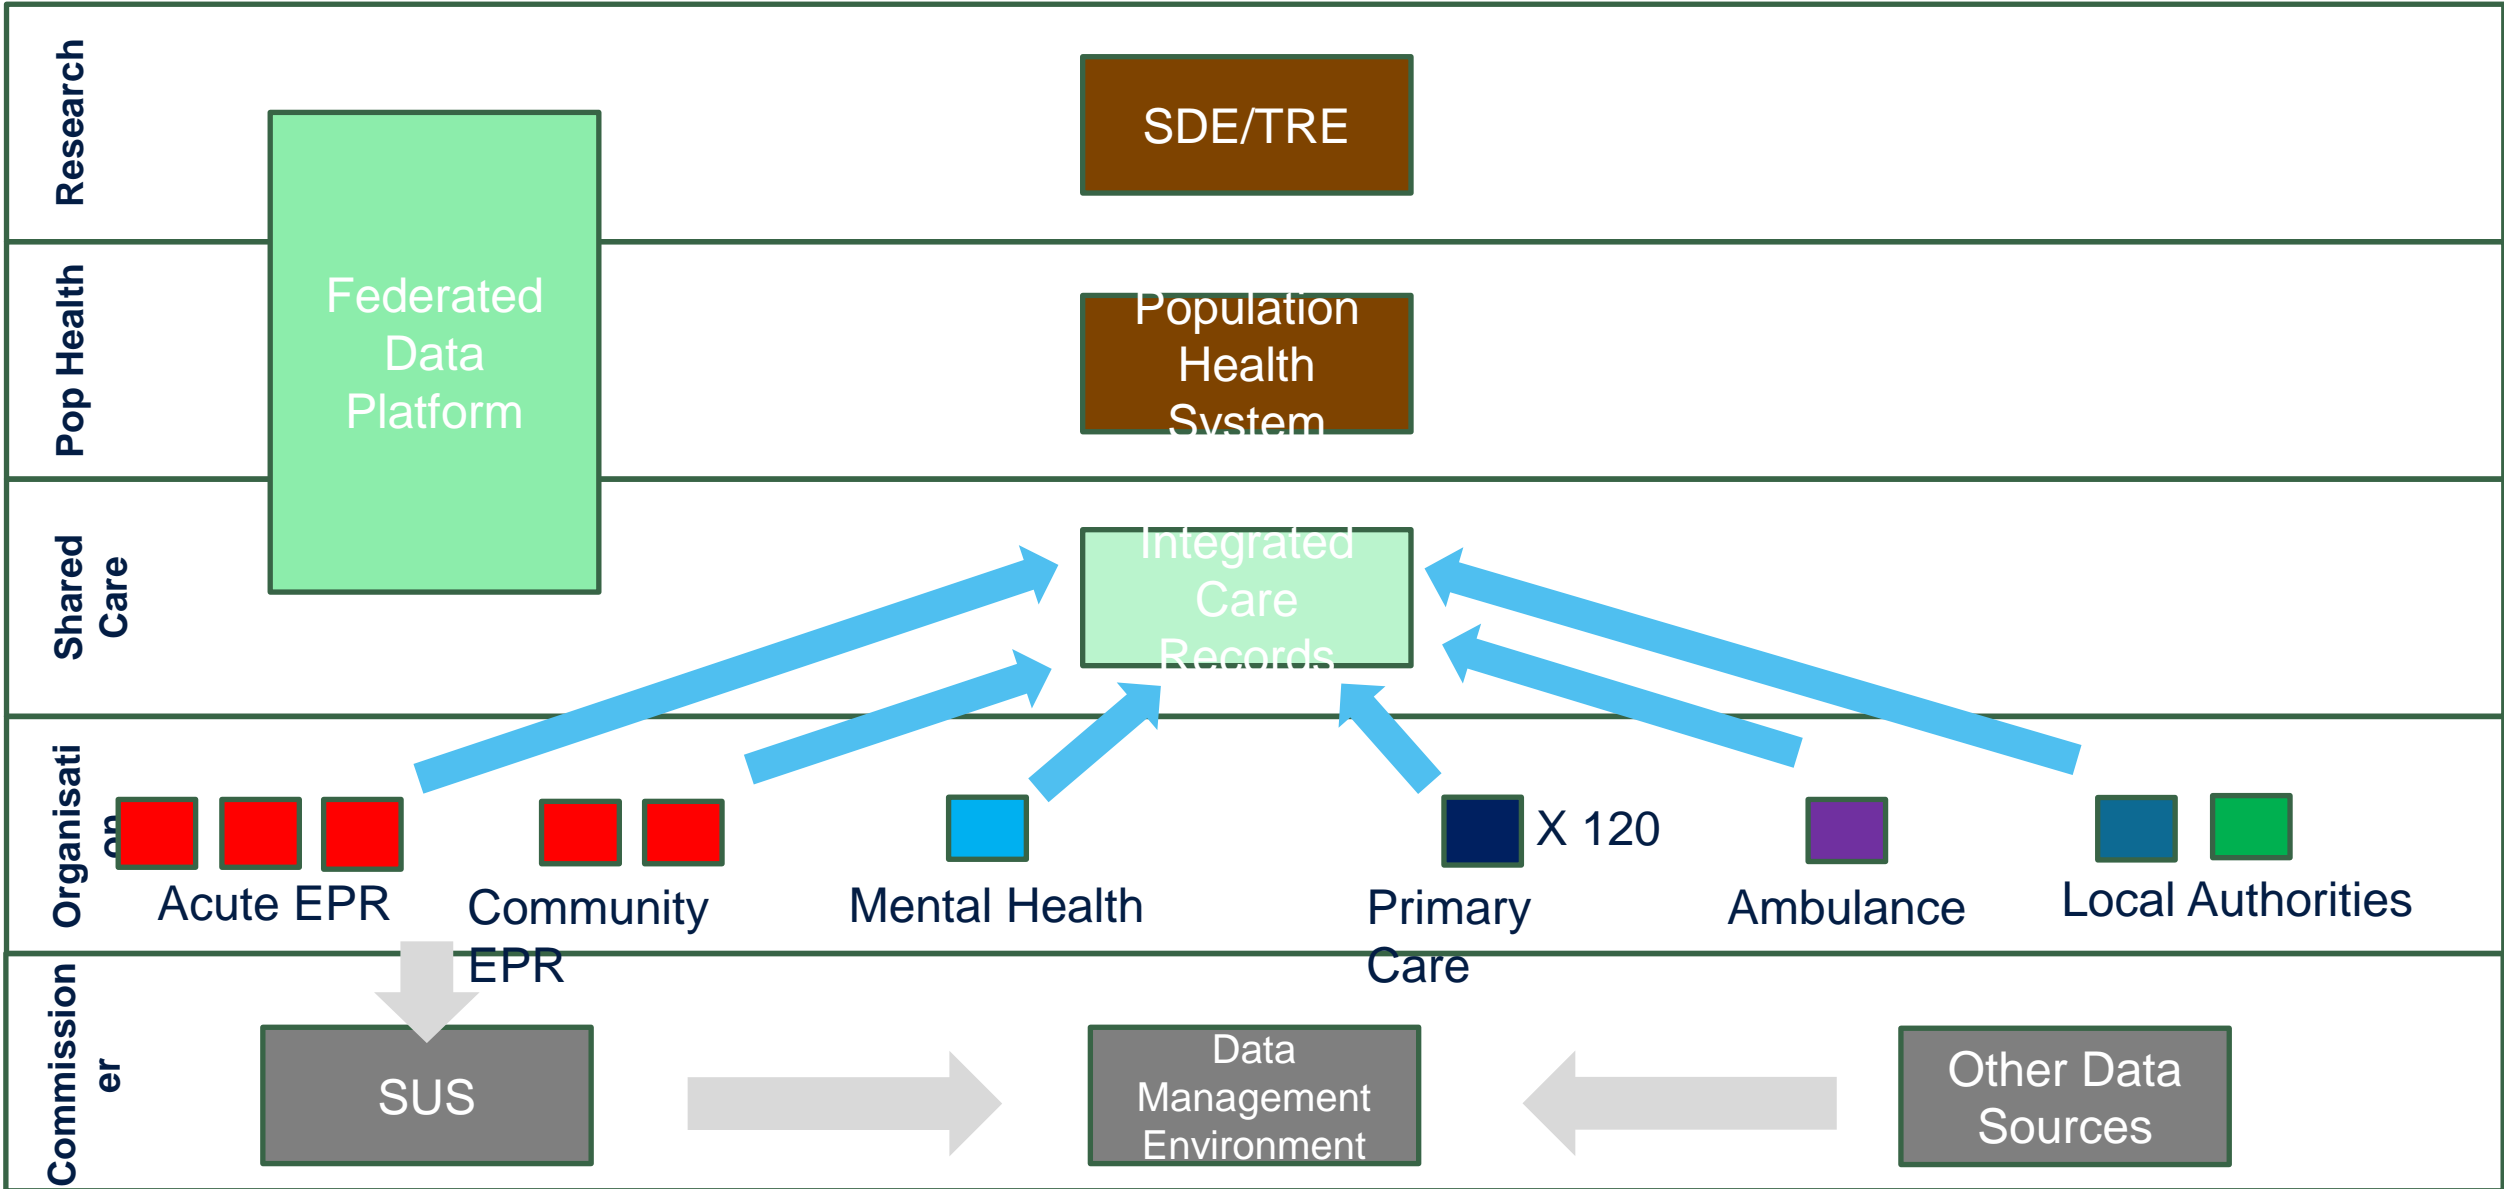 Research
SDE/TRE
Pop Health
Federated
Data
Platform
Population
Health
System
Shared
Care
Integrated
Care
Records
Organisati
on
X 120
Acute EPR
Community
EPR
Mental Health
Primary
Care
Ambulance
Local Authorities
Commission
er
SUS
Data
Management
Environment
Other Data
Sources